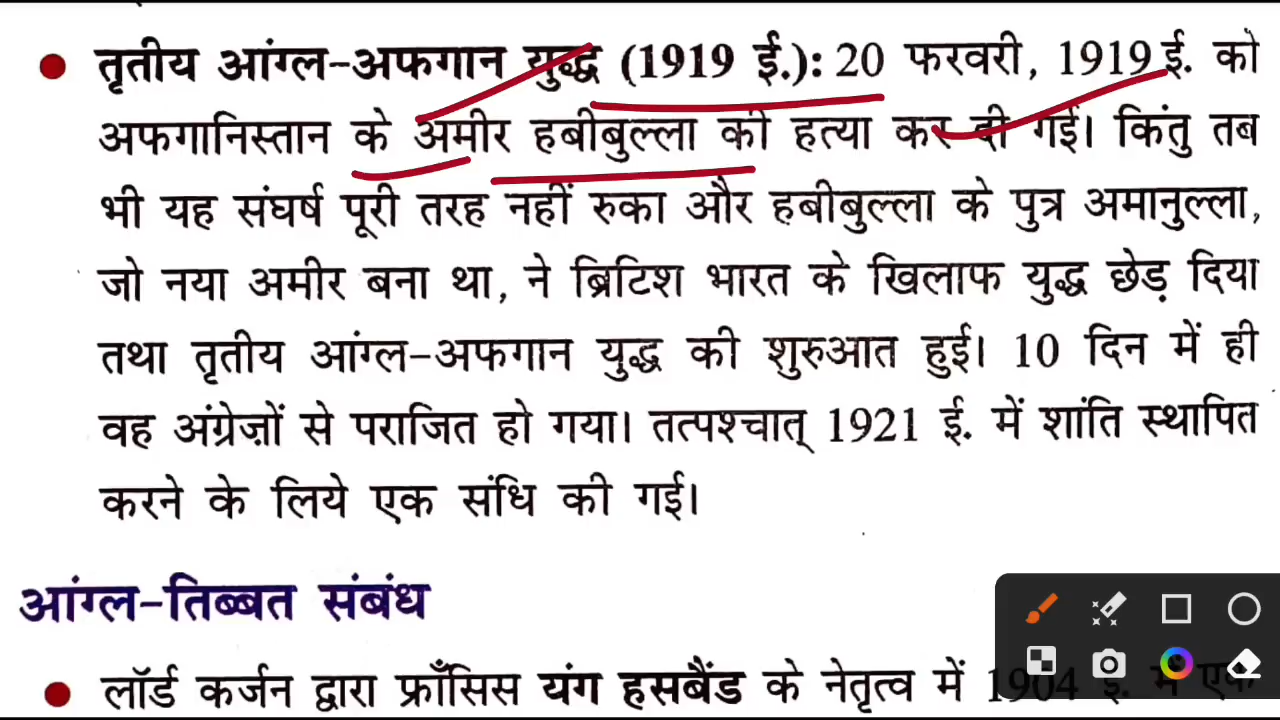 तृतीय आंग्ल-अफगान युद्ध (1919 ई.): 20 फरवरी, 1919 ई. को
अफगानिस्तान के अमीर हबीबुल्ला की हत्या कर दी गई। किंतु तब
भी यह संघर्ष पूरी तरह नहीं रुका और हबीबुल्ला के पुत्र अमानुल्ला,
जो नया अमीर बना था, ने ब्रिटिश भारत के खिलाफ युद्ध छेड़ दिया
तथा तृतीय आंग्ल-अफगान युद्ध की शुरुआत हुई। 10 दिन में ही
वह अंग्रेज़ों से पराजित हो गया। तत्पश्चात् 1921 ई. में शांति स्थापित
करने के लिये एक संधि की गई।
आंग्ल-तिब्बत संबंध
लॉर्ड कर्जन द्वारा फ्राँसिस यंग हसबैंड के नेतृत्व में 1904 ई. में एक